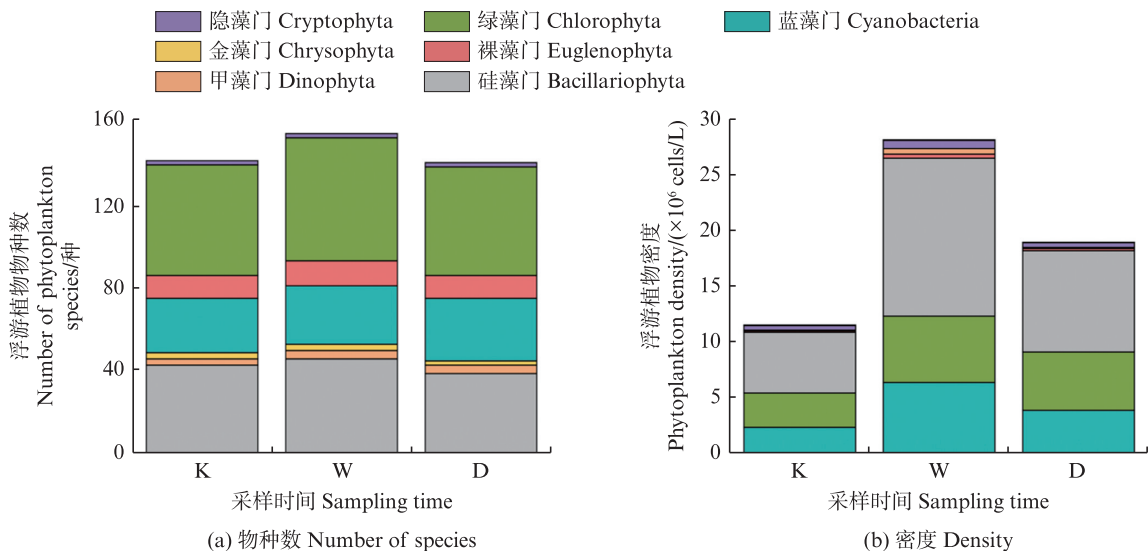 隐藻门 Cryptophyta
绿藻门 Chlorophyta
蓝藻门 Cyanobacteria
金藻门 Chrysophyta
裸藻门 Euglenophyta
甲藻门 Dinophyta
硅藻门 Bacillariophyta
浮游植物物种数
Number of phytoplankton
species/种
160
120
80
40
0
K
W
D
采样时间 Sampling time
(a) 物种数 Number of species
浮游植物密度
Phytoplankton density/(×10⁶ cells/L)
30
25
20
15
10
5
0
K
W
D
采样时间 Sampling time
(b) 密度 Density